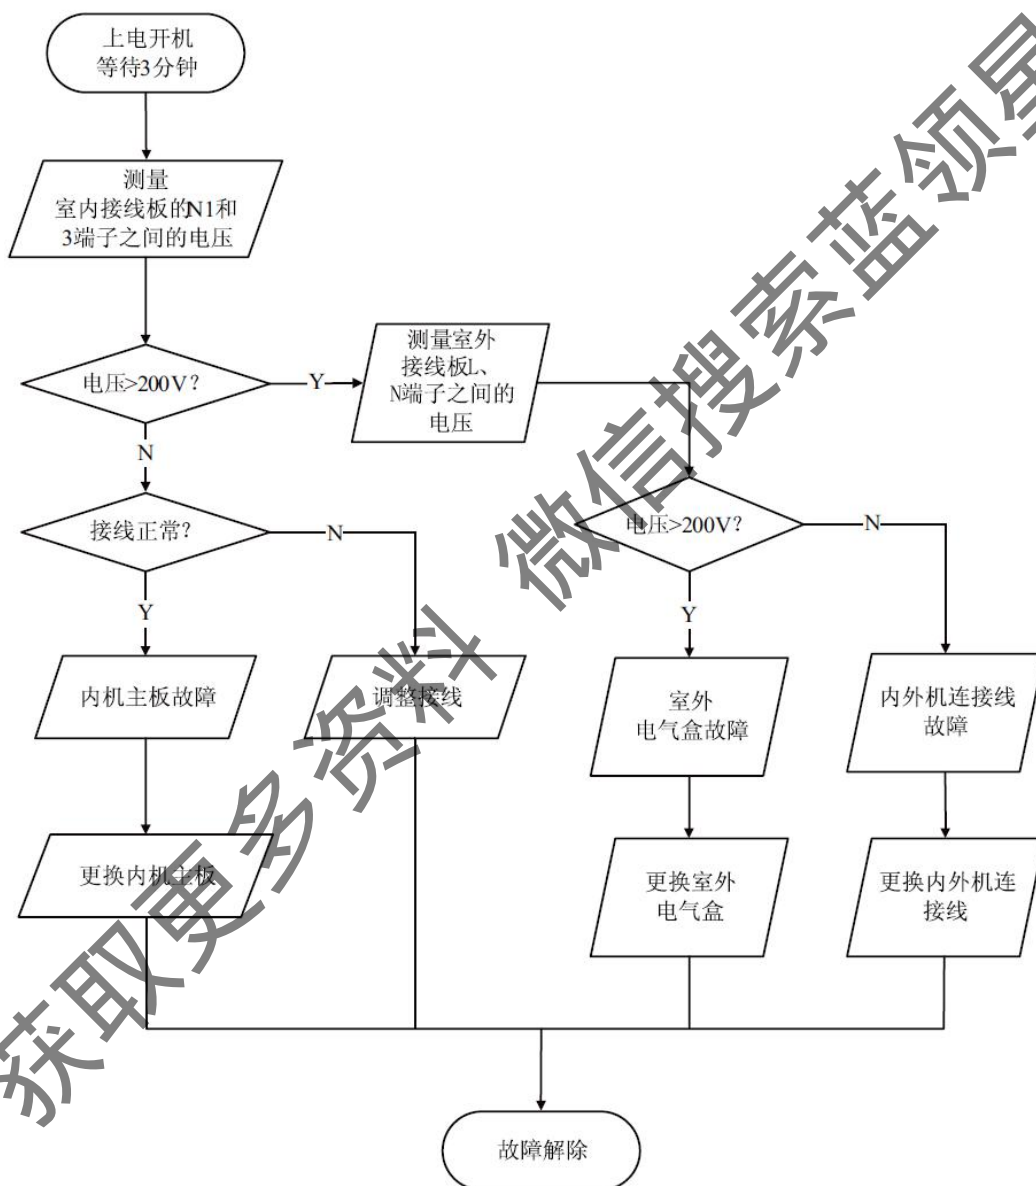 上电开机
等待3分钟
测量
室内接线板的N1和
3端子之间的电压
电压>200V?
Y
测量室外
接线板L、
N端子之间的
电压
N
接线正常?
N
电压>200V?
N
Y
Y
内机主板故障
调整接线
室外
电气盒故障
内外机连接线
故障
更换内机主板
更换室外
电气盒
更换内外机连
接线
故障解除
获取更多资料 微信搜索蓝领星